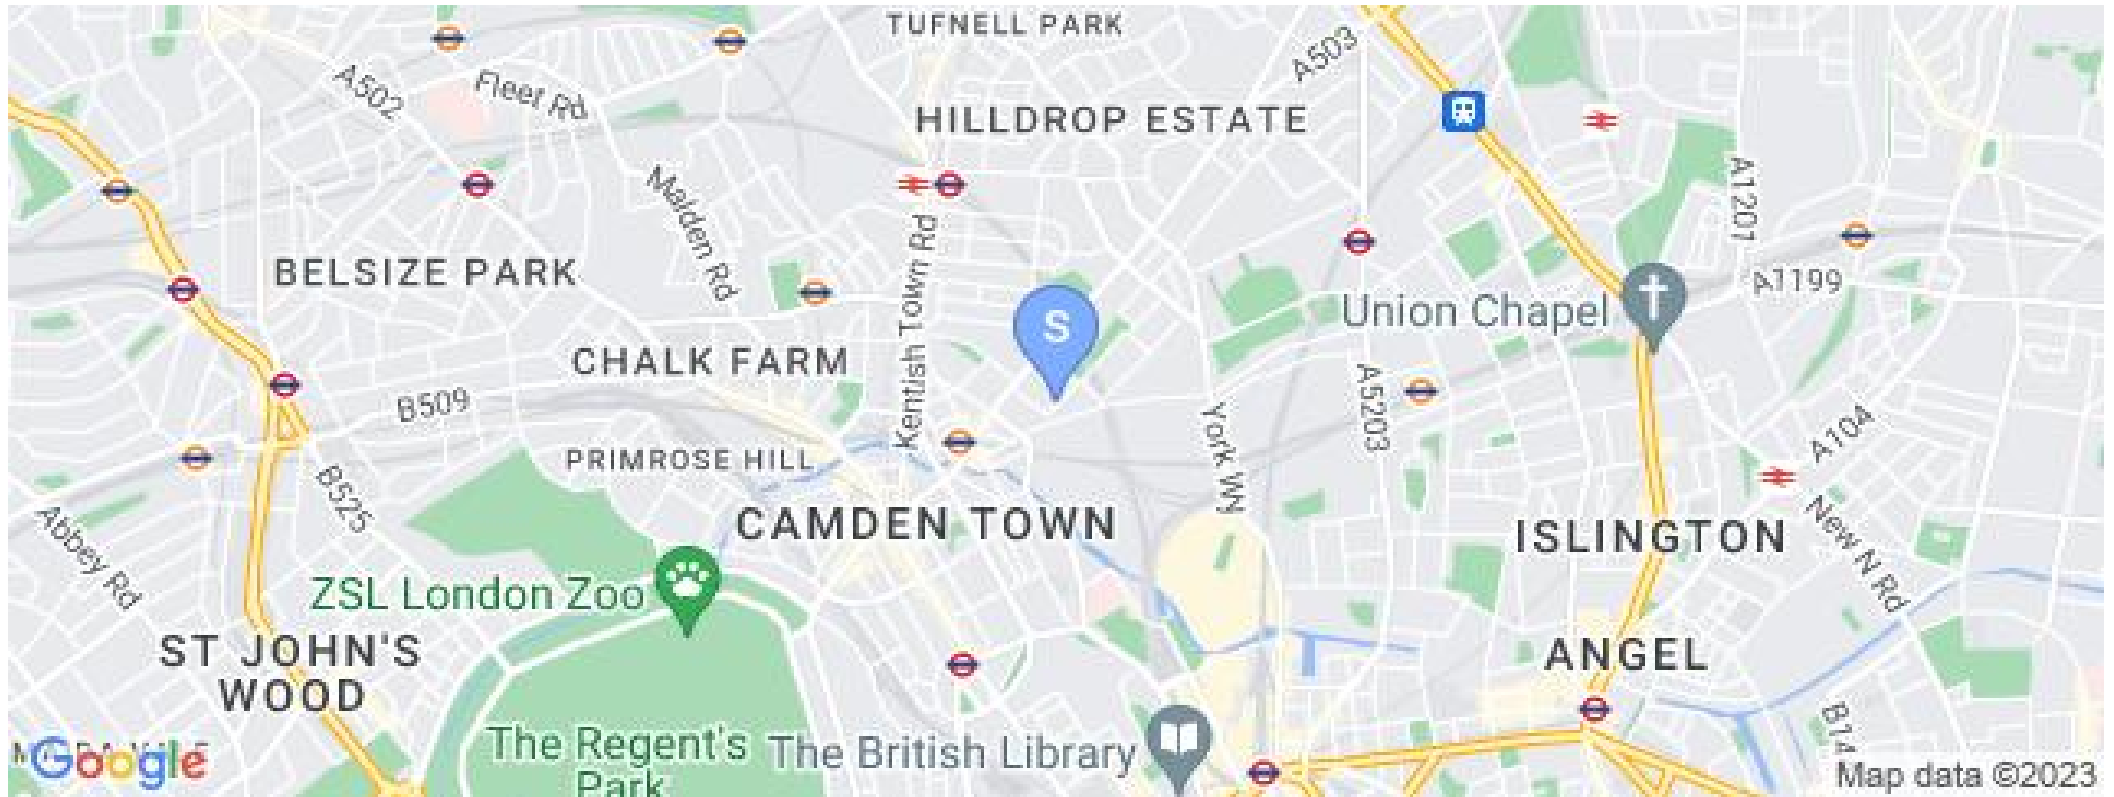 TUFNELL PARK
A503
A502
Fleet Rd
HILLDROP ESTATE
Malden Rd
A1201
Kentish Town Rd
BELSIZE PARK
A1199
Union Chapel
S
CHALK FARM
B509
A5203
York Wy
A104
PRIMROSE HILL
B525
Abbey Rd
CAMDEN TOWN
ISLINGTON
New N Rd
ZSL London Zoo
ST JOHN'S
WOOD
ANGEL
The Regent's
Park
The British Library
B14
Google
Map data ©2023